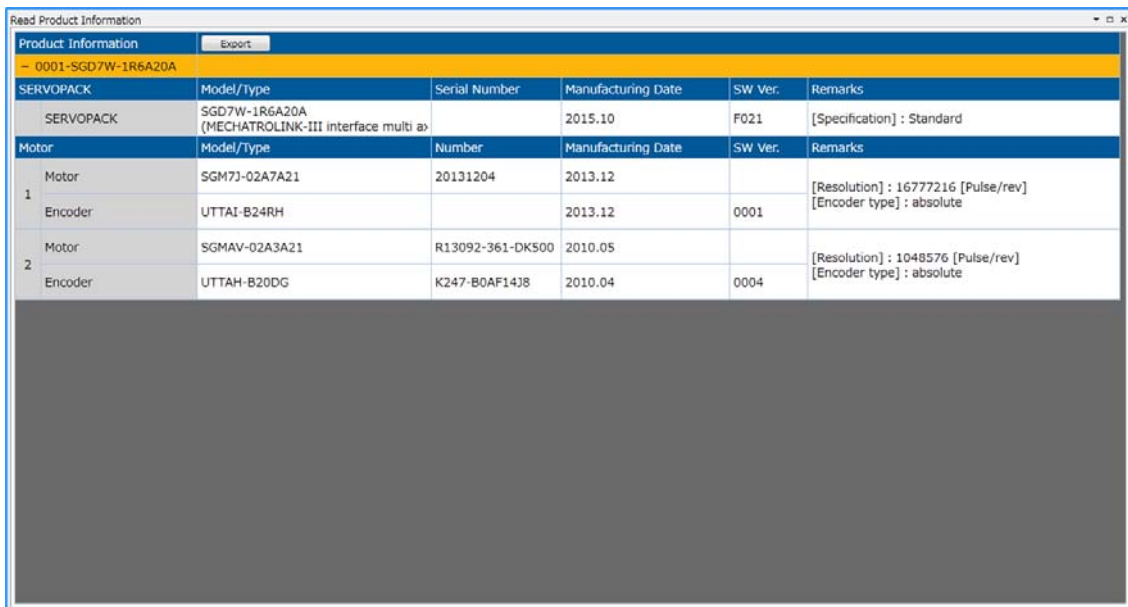 Read Product Information
Product Information Export
− 0001-SGD7W-1R6A20A
SERVOPACK Model/Type Serial Number Manufacturing Date SW Ver. Remarks
SERVOPACK SGD7W-1R6A20A 2015.10 F021 [Specification] : Standard
(MECHATROLINK-III interface multi ax
Motor Model/Type Number Manufacturing Date SW Ver. Remarks
1 Motor SGM7J-02A7A21 20131204 2013.12 [Resolution] : 16777216 [Pulse/rev]
Encoder UTTAI-B24RH 2013.12 0001 [Encoder type] : absolute
2 Motor SGMAV-02A3A21 R13092-361-DK500 2010.05 [Resolution] : 1048576 [Pulse/rev]
Encoder UTTAH-B20DG K247-B0AF14J8 2010.04 0004 [Encoder type] : absolute